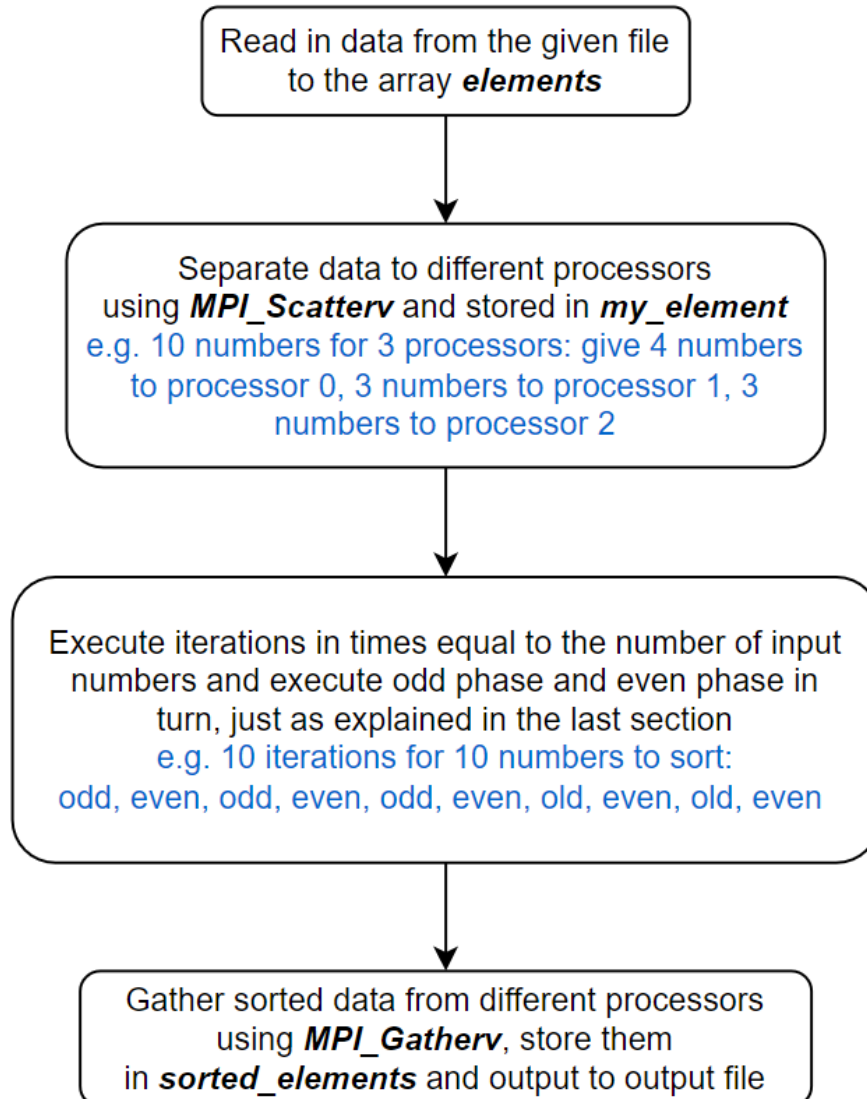 Read in data from the given file
to the array elements
Separate data to different processors
using MPI_Scatterv and stored in my_element
e.g. 10 numbers for 3 processors: give 4 numbers
to processor 0, 3 numbers to processor 1, 3
numbers to processor 2
Execute iterations in times equal to the number of input
numbers and execute odd phase and even phase in
turn, just as explained in the last section
e.g. 10 iterations for 10 numbers to sort:
odd, even, odd, even, odd, even, old, even, old, even
Gather sorted data from different processors
using MPI_Gatherv, store them
in sorted_elements and output to output file